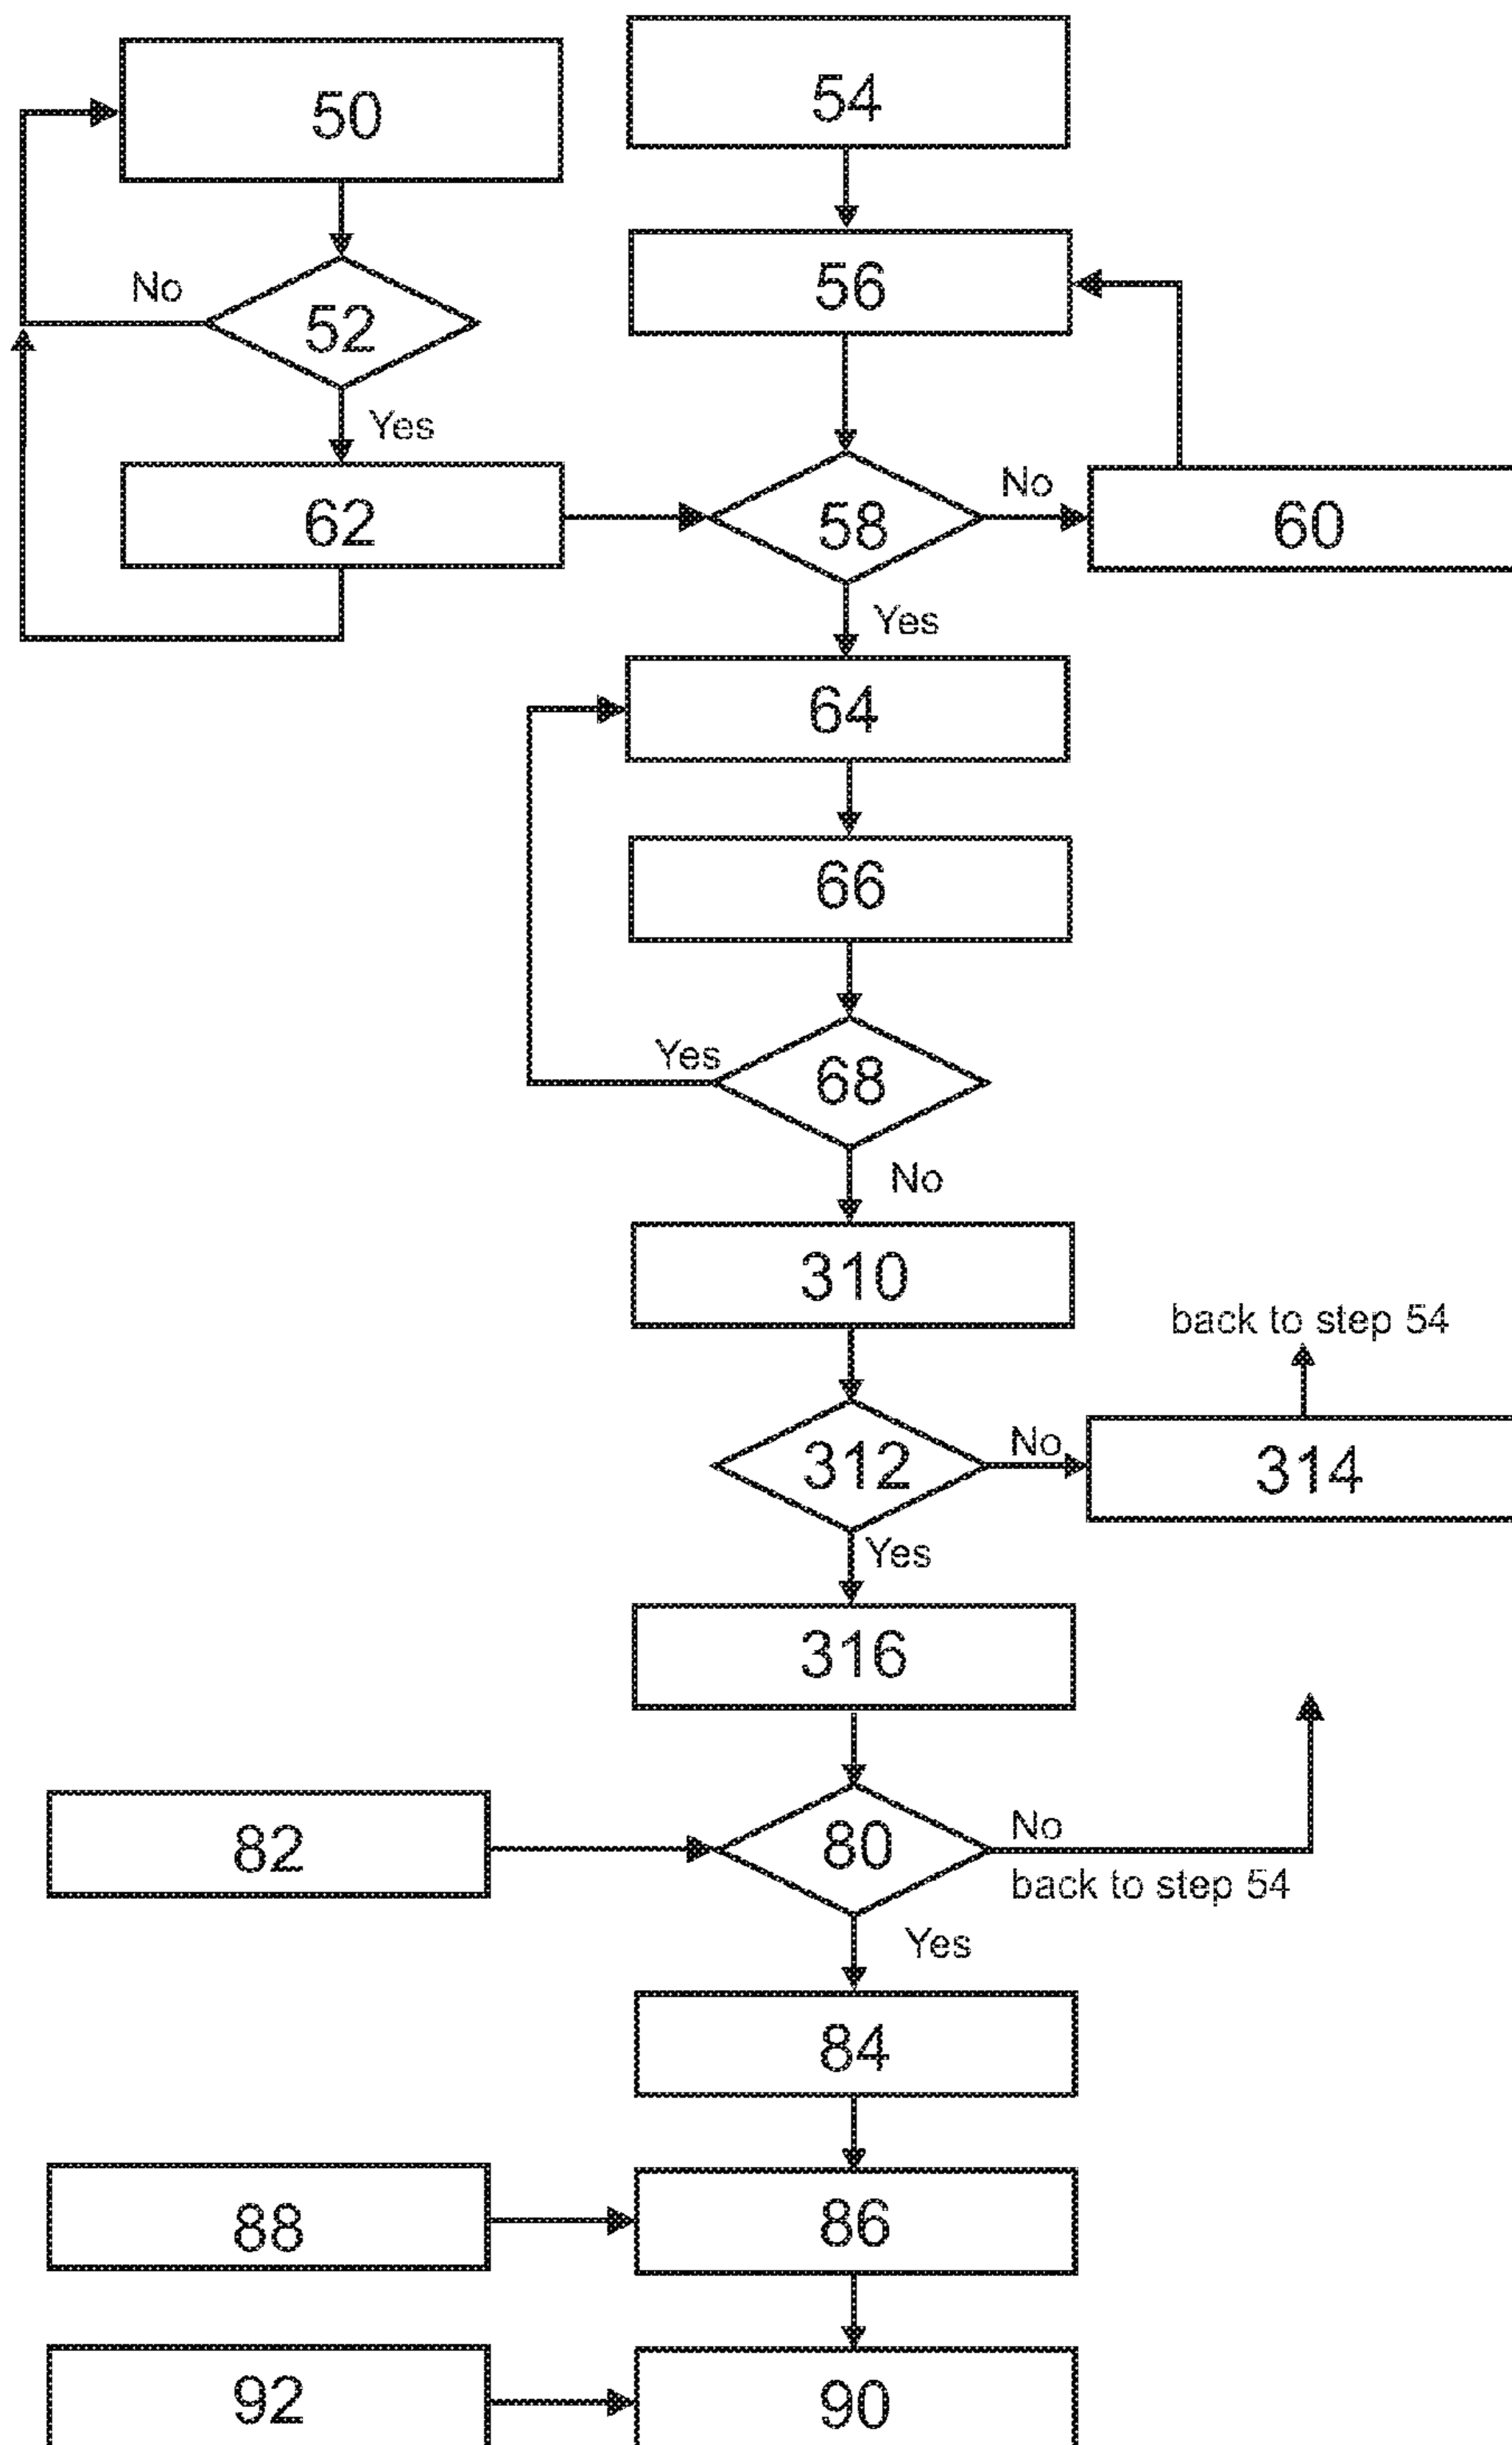 50
54
56
No
52
Yes
62
58
No
60
Yes
64
66
Yes
68
No
310
back to step 54
312
No
314
Yes
316
82
80
No
back to step 54
Yes
84
88
86
92
90